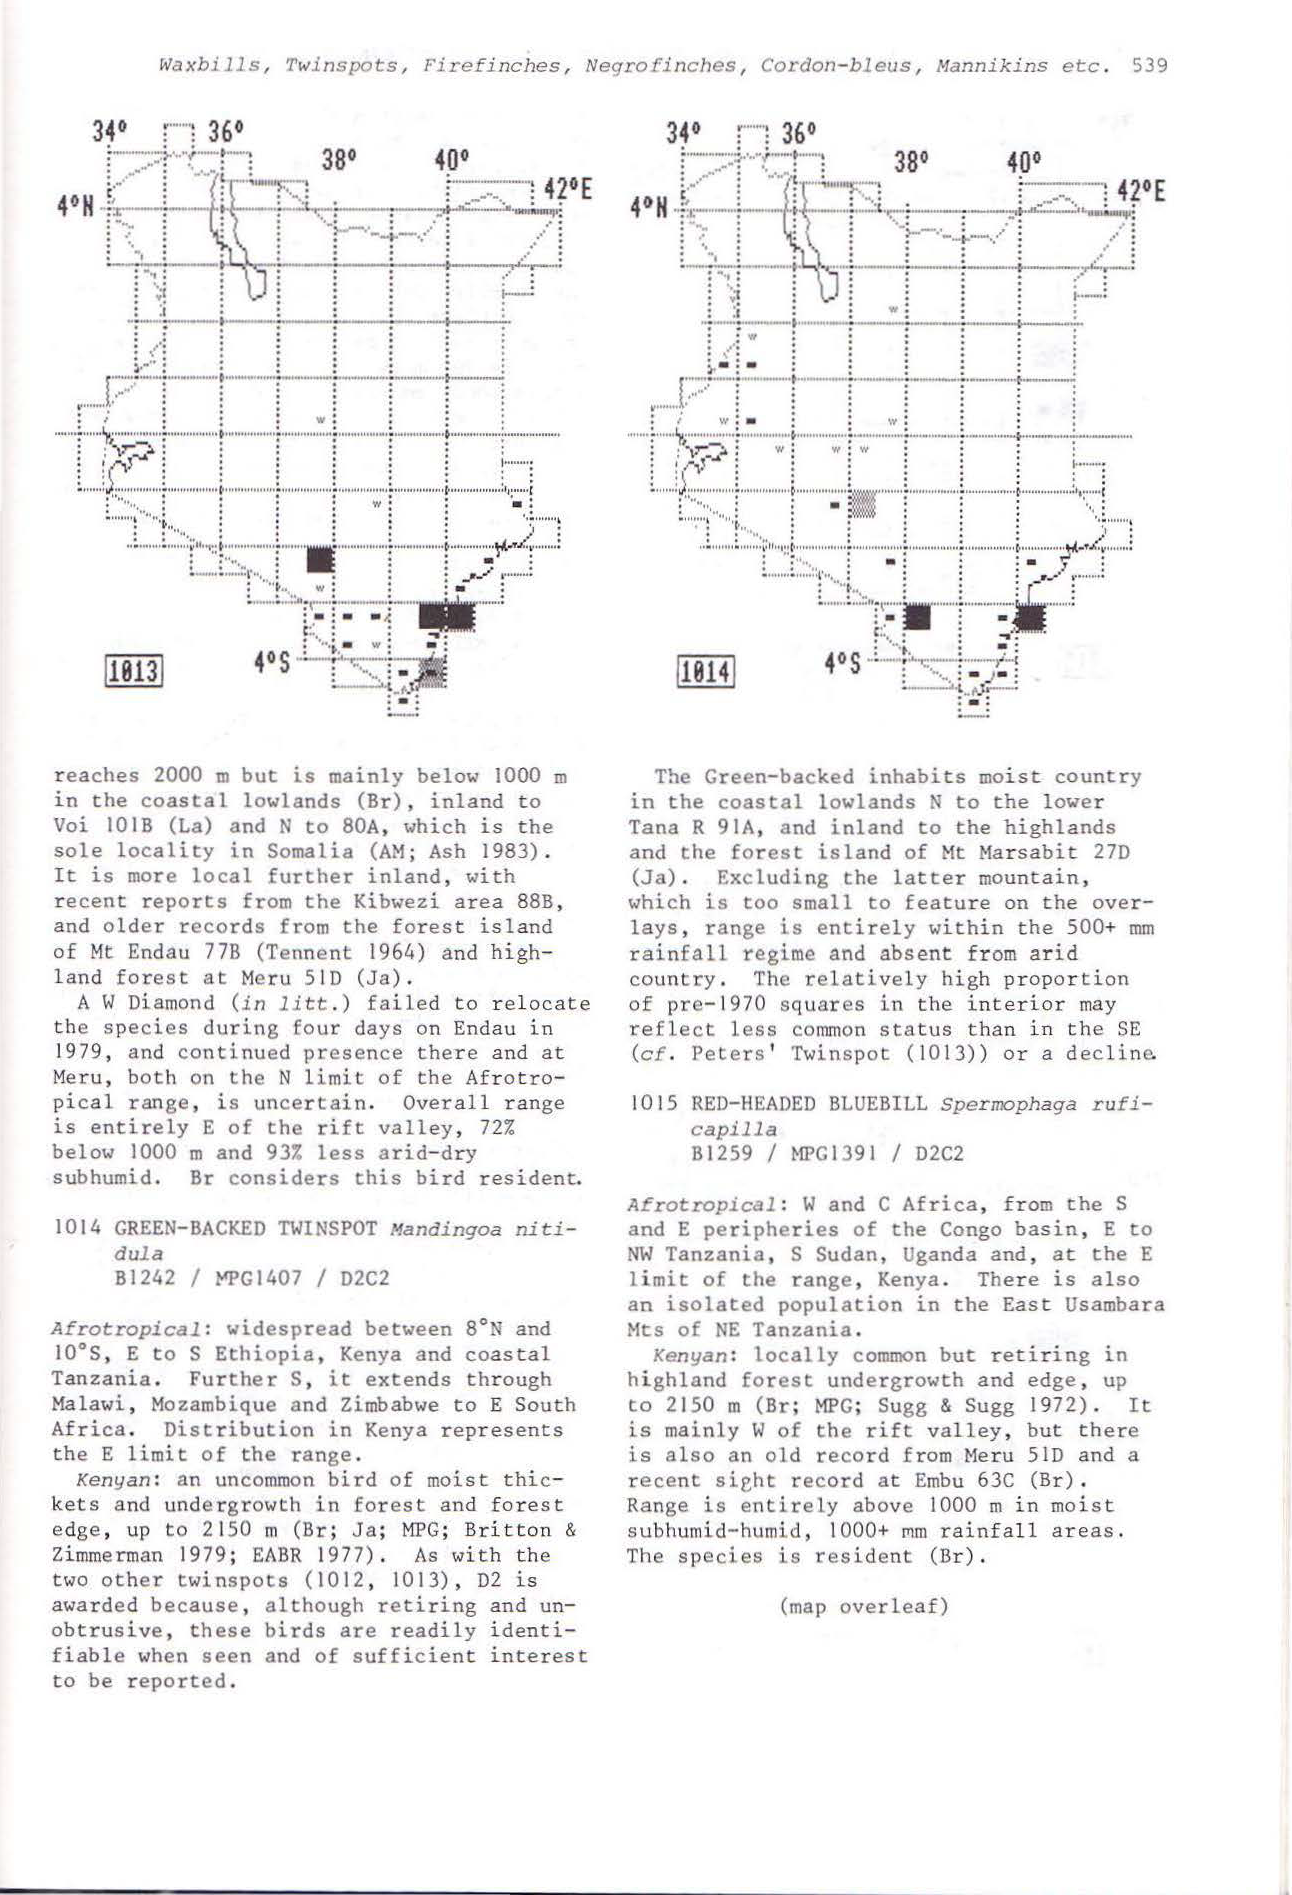 Waxbills, Twinspots, Firefinches, Negrofinches, Cordon-bleus, Mannikins etc. 539
34° 36°
38° 40°
42°E
4°N
w
w
w
w
4°S
1013
34° 36°
38° 40°
42°E
4°N
w
w
w w
w w w
4°S
1014
reaches 2000 m but is mainly below 1000 m
in the coastal lowlands (Br), inland to
Voi 101B (La) and N to 80A, which is the
sole locality in Somalia (AM; Ash 1983).
It is more local further inland, with
recent reports from the Kibwezi area 88B,
and older records from the forest island
of Mt Endau 77B (Tennent 1964) and high-
land forest at Meru 51D (Ja).
A W Diamond (in litt.) failed to relocate
the species during four days on Endau in
1979, and continued presence there and at
Meru, both on the N limit of the Afrotro-
pical range, is uncertain. Overall range
is entirely E of the rift valley, 72%
below 1000 m and 93% less arid-dry
subhumid. Br considers this bird resident.
1014 GREEN-BACKED TWINSPOT Mandingoa niti-
dula
B1242 / MPG1407 / D2C2
Afrotropical: widespread between 8°N and
10°S, E to S Ethiopia, Kenya and coastal
Tanzania. Further S, it extends through
Malawi, Mozambique and Zimbabwe to E South
Africa. Distribution in Kenya represents
the E limit of the range.
Kenyan: an uncommon bird of moist thic-
kets and undergrowth in forest and forest
edge, up to 2150 m (Br; Ja; MPG; Britton &
Zimmerman 1979; EABR 1977). As with the
two other twinspots (1012, 1013), D2 is
awarded because, although retiring and un-
obtrusive, these birds are readily identi-
fiable when seen and of sufficient interest
to be reported.
The Green-backed inhabits moist country
in the coastal lowlands N to the lower
Tana R 91A, and inland to the highlands
and the forest island of Mt Marsabit 27D
(Ja). Excluding the latter mountain,
which is too small to feature on the over-
lays, range is entirely within the 500+ mm
rainfall regime and absent from arid
country. The relatively high proportion
of pre-1970 squares in the interior may
reflect less common status than in the SE
(cf. Peters' Twinspot (1013)) or a decline.
1015 RED-HEADED BLUEBILL Spermophaga rufi-
capilla
B1259 / MPG1391 / D2C2
Afrotropical: W and C Africa, from the S
and E peripheries of the Congo basin, E to
NW Tanzania, S Sudan, Uganda and, at the E
limit of the range, Kenya. There is also
an isolated population in the East Usambara
Mts of NE Tanzania.
Kenyan: locally common but retiring in
highland forest undergrowth and edge, up
to 2150 m (Br; MPG; Sugg & Sugg 1972). It
is mainly W of the rift valley, but there
is also an old record from Meru 51D and a
recent sight record at Embu 63C (Br).
Range is entirely above 1000 m in moist
subhumid-humid, 1000+ mm rainfall areas.
The species is resident (Br).
(map overleaf)